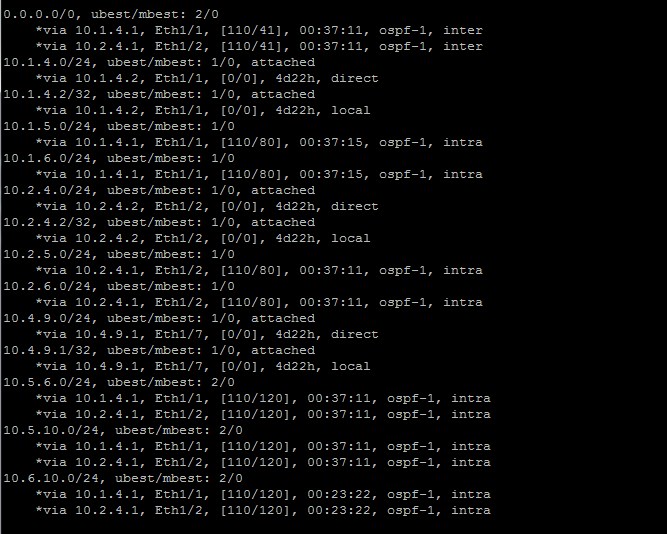 0.0.0.0/0, ubest/mbest: 2/0
    *via 10.1.4.1, Eth1/1, [110/41], 00:37:11, ospf-1, inter
    *via 10.2.4.1, Eth1/2, [110/41], 00:37:11, ospf-1, inter
10.1.4.0/24, ubest/mbest: 1/0, attached
    *via 10.1.4.2, Eth1/1, [0/0], 4d22h, direct
10.1.4.2/32, ubest/mbest: 1/0, attached
    *via 10.1.4.2, Eth1/1, [0/0], 4d22h, local
10.1.5.0/24, ubest/mbest: 1/0
    *via 10.1.4.1, Eth1/1, [110/80], 00:37:15, ospf-1, intra
10.1.6.0/24, ubest/mbest: 1/0
    *via 10.1.4.1, Eth1/1, [110/80], 00:37:15, ospf-1, intra
10.2.4.0/24, ubest/mbest: 1/0, attached
    *via 10.2.4.2, Eth1/2, [0/0], 4d22h, direct
10.2.4.2/32, ubest/mbest: 1/0, attached
    *via 10.2.4.2, Eth1/2, [0/0], 4d22h, local
10.2.5.0/24, ubest/mbest: 1/0
    *via 10.2.4.1, Eth1/2, [110/80], 00:37:11, ospf-1, intra
10.2.6.0/24, ubest/mbest: 1/0
    *via 10.2.4.1, Eth1/2, [110/80], 00:37:11, ospf-1, intra
10.4.9.0/24, ubest/mbest: 1/0, attached
    *via 10.4.9.1, Eth1/7, [0/0], 4d22h, direct
10.4.9.1/32, ubest/mbest: 1/0, attached
    *via 10.4.9.1, Eth1/7, [0/0], 4d22h, local
10.5.6.0/24, ubest/mbest: 2/0
    *via 10.1.4.1, Eth1/1, [110/120], 00:37:11, ospf-1, intra
    *via 10.2.4.1, Eth1/2, [110/120], 00:37:11, ospf-1, intra
10.5.10.0/24, ubest/mbest: 2/0
    *via 10.1.4.1, Eth1/1, [110/120], 00:37:11, ospf-1, intra
    *via 10.2.4.1, Eth1/2, [110/120], 00:37:11, ospf-1, intra
10.6.10.0/24, ubest/mbest: 2/0
    *via 10.1.4.1, Eth1/1, [110/120], 00:23:22, ospf-1, intra
    *via 10.2.4.1, Eth1/2, [110/120], 00:23:22, ospf-1, intra